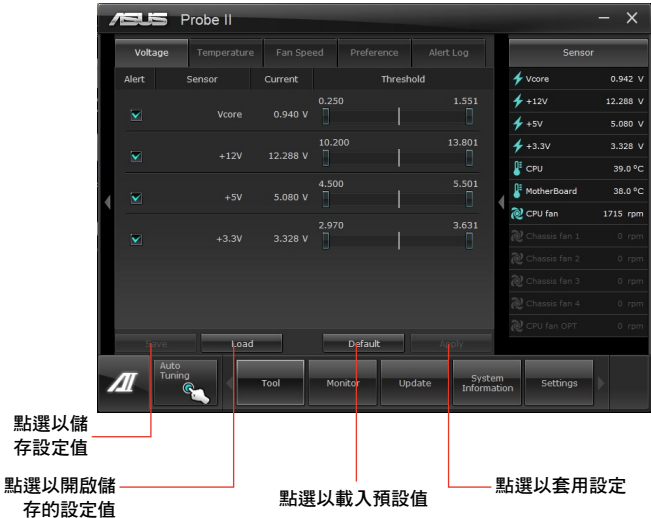 ASUS Probe II
Voltage Temperature Fan Speed Preference Alert Log
Alert Sensor Current Threshold
Vcore 0.940 V 0.250 1.551
+12V 12.288 V 10.200 13.801
+5V 5.080 V 4.500 5.501
+3.3V 3.328 V 2.970 3.631
Save Load Default Apply
Sensor
Vcore 0.942 V
+12V 12.288 V
+5V 5.080 V
+3.3V 3.328 V
CPU 39.0 °C
MotherBoard 38.0 °C
CPU fan 1715 rpm
Chassis fan 1 0 rpm
Chassis fan 2 0 rpm
Chassis fan 3 0 rpm
Chassis fan 4 0 rpm
CPU fan OPT 0 rpm
Auto
Tuning
Tool Monitor Update System
Information Settings
點選以儲
存設定值
點選以開啟儲
存的設定值
點選以載入預設值
點選以套用設定